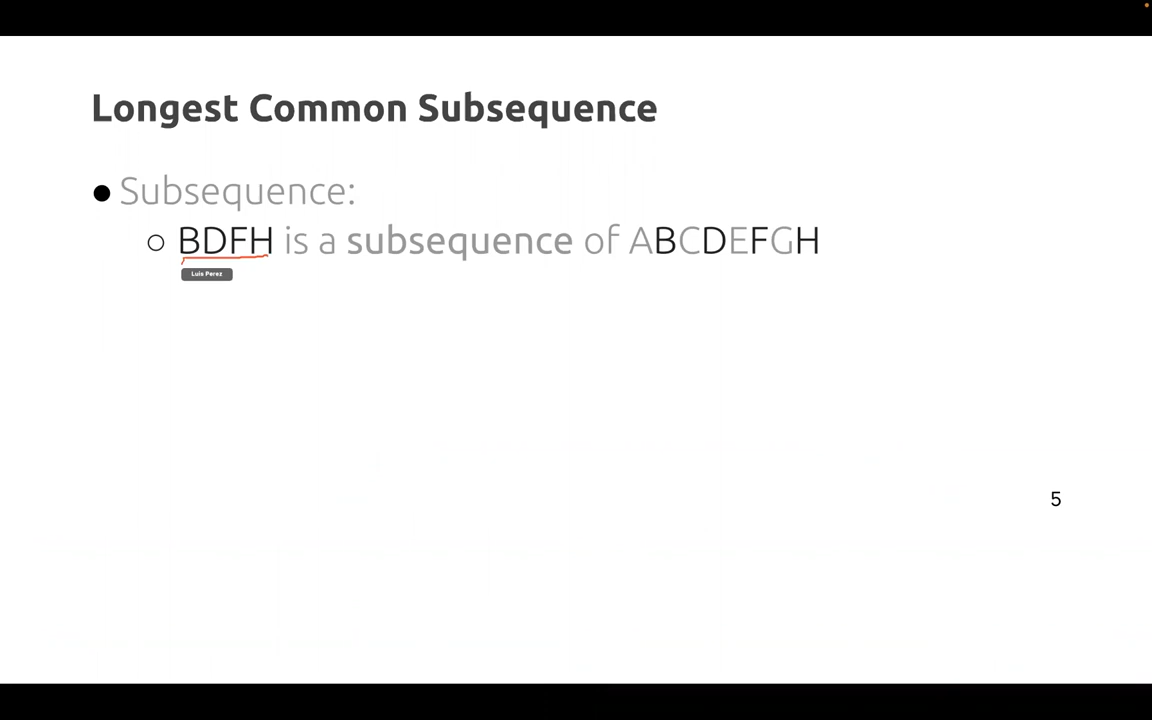 Longest Common Subsequence
Subsequence:
BDFH is a subsequence of ABCDEFGH
Luis Perez
5